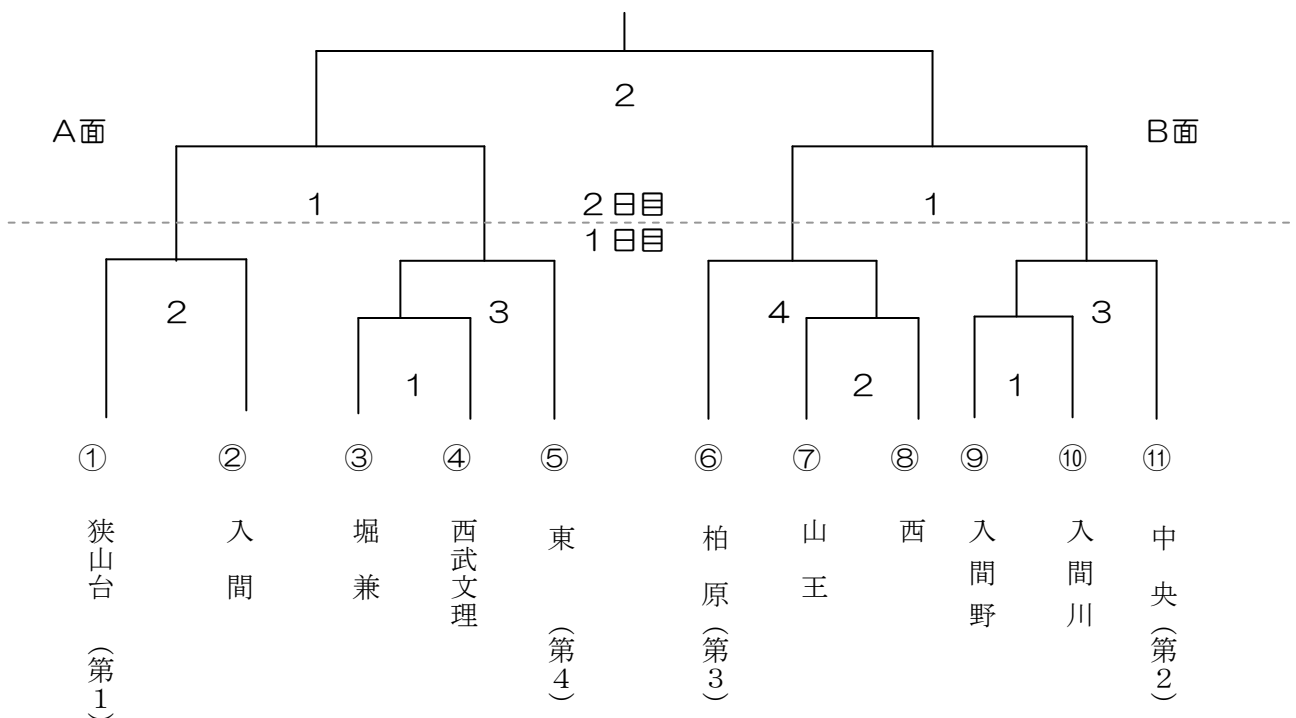 2
A面
B面
1
2日目
1
1日目
2
3
4
3
1
2
1
①
②
③
④
⑤
⑥
⑦
⑧
⑨
⑩
⑪
狭山台(第1)
入間
堀兼
西武文理
東(第4)
柏原(第3)
山王
西
入間野
入間川
中央(第2)